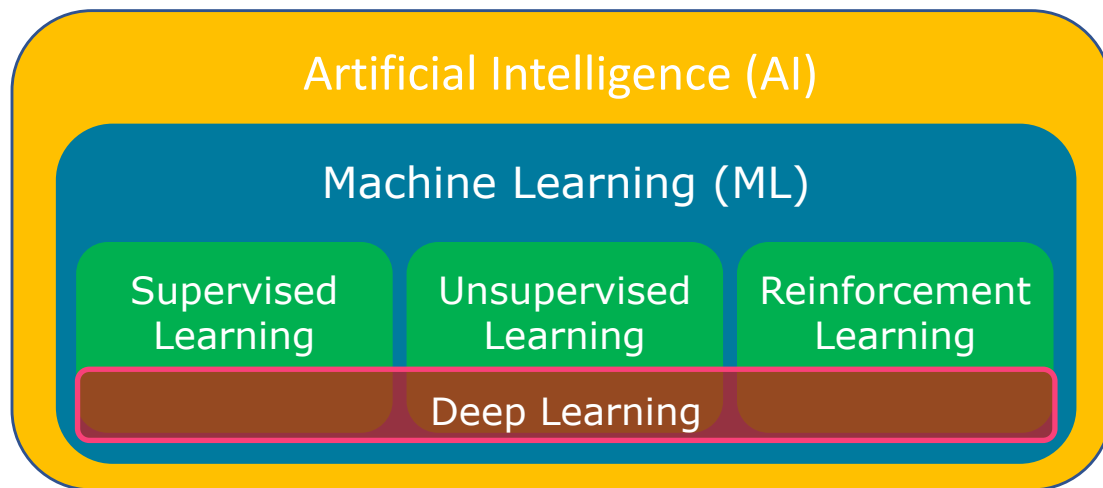 Artificial Intelligence (AI)
Machine Learning (ML)
Supervised
Learning
Unsupervised
Learning
Reinforcement
Learning
Deep Learning